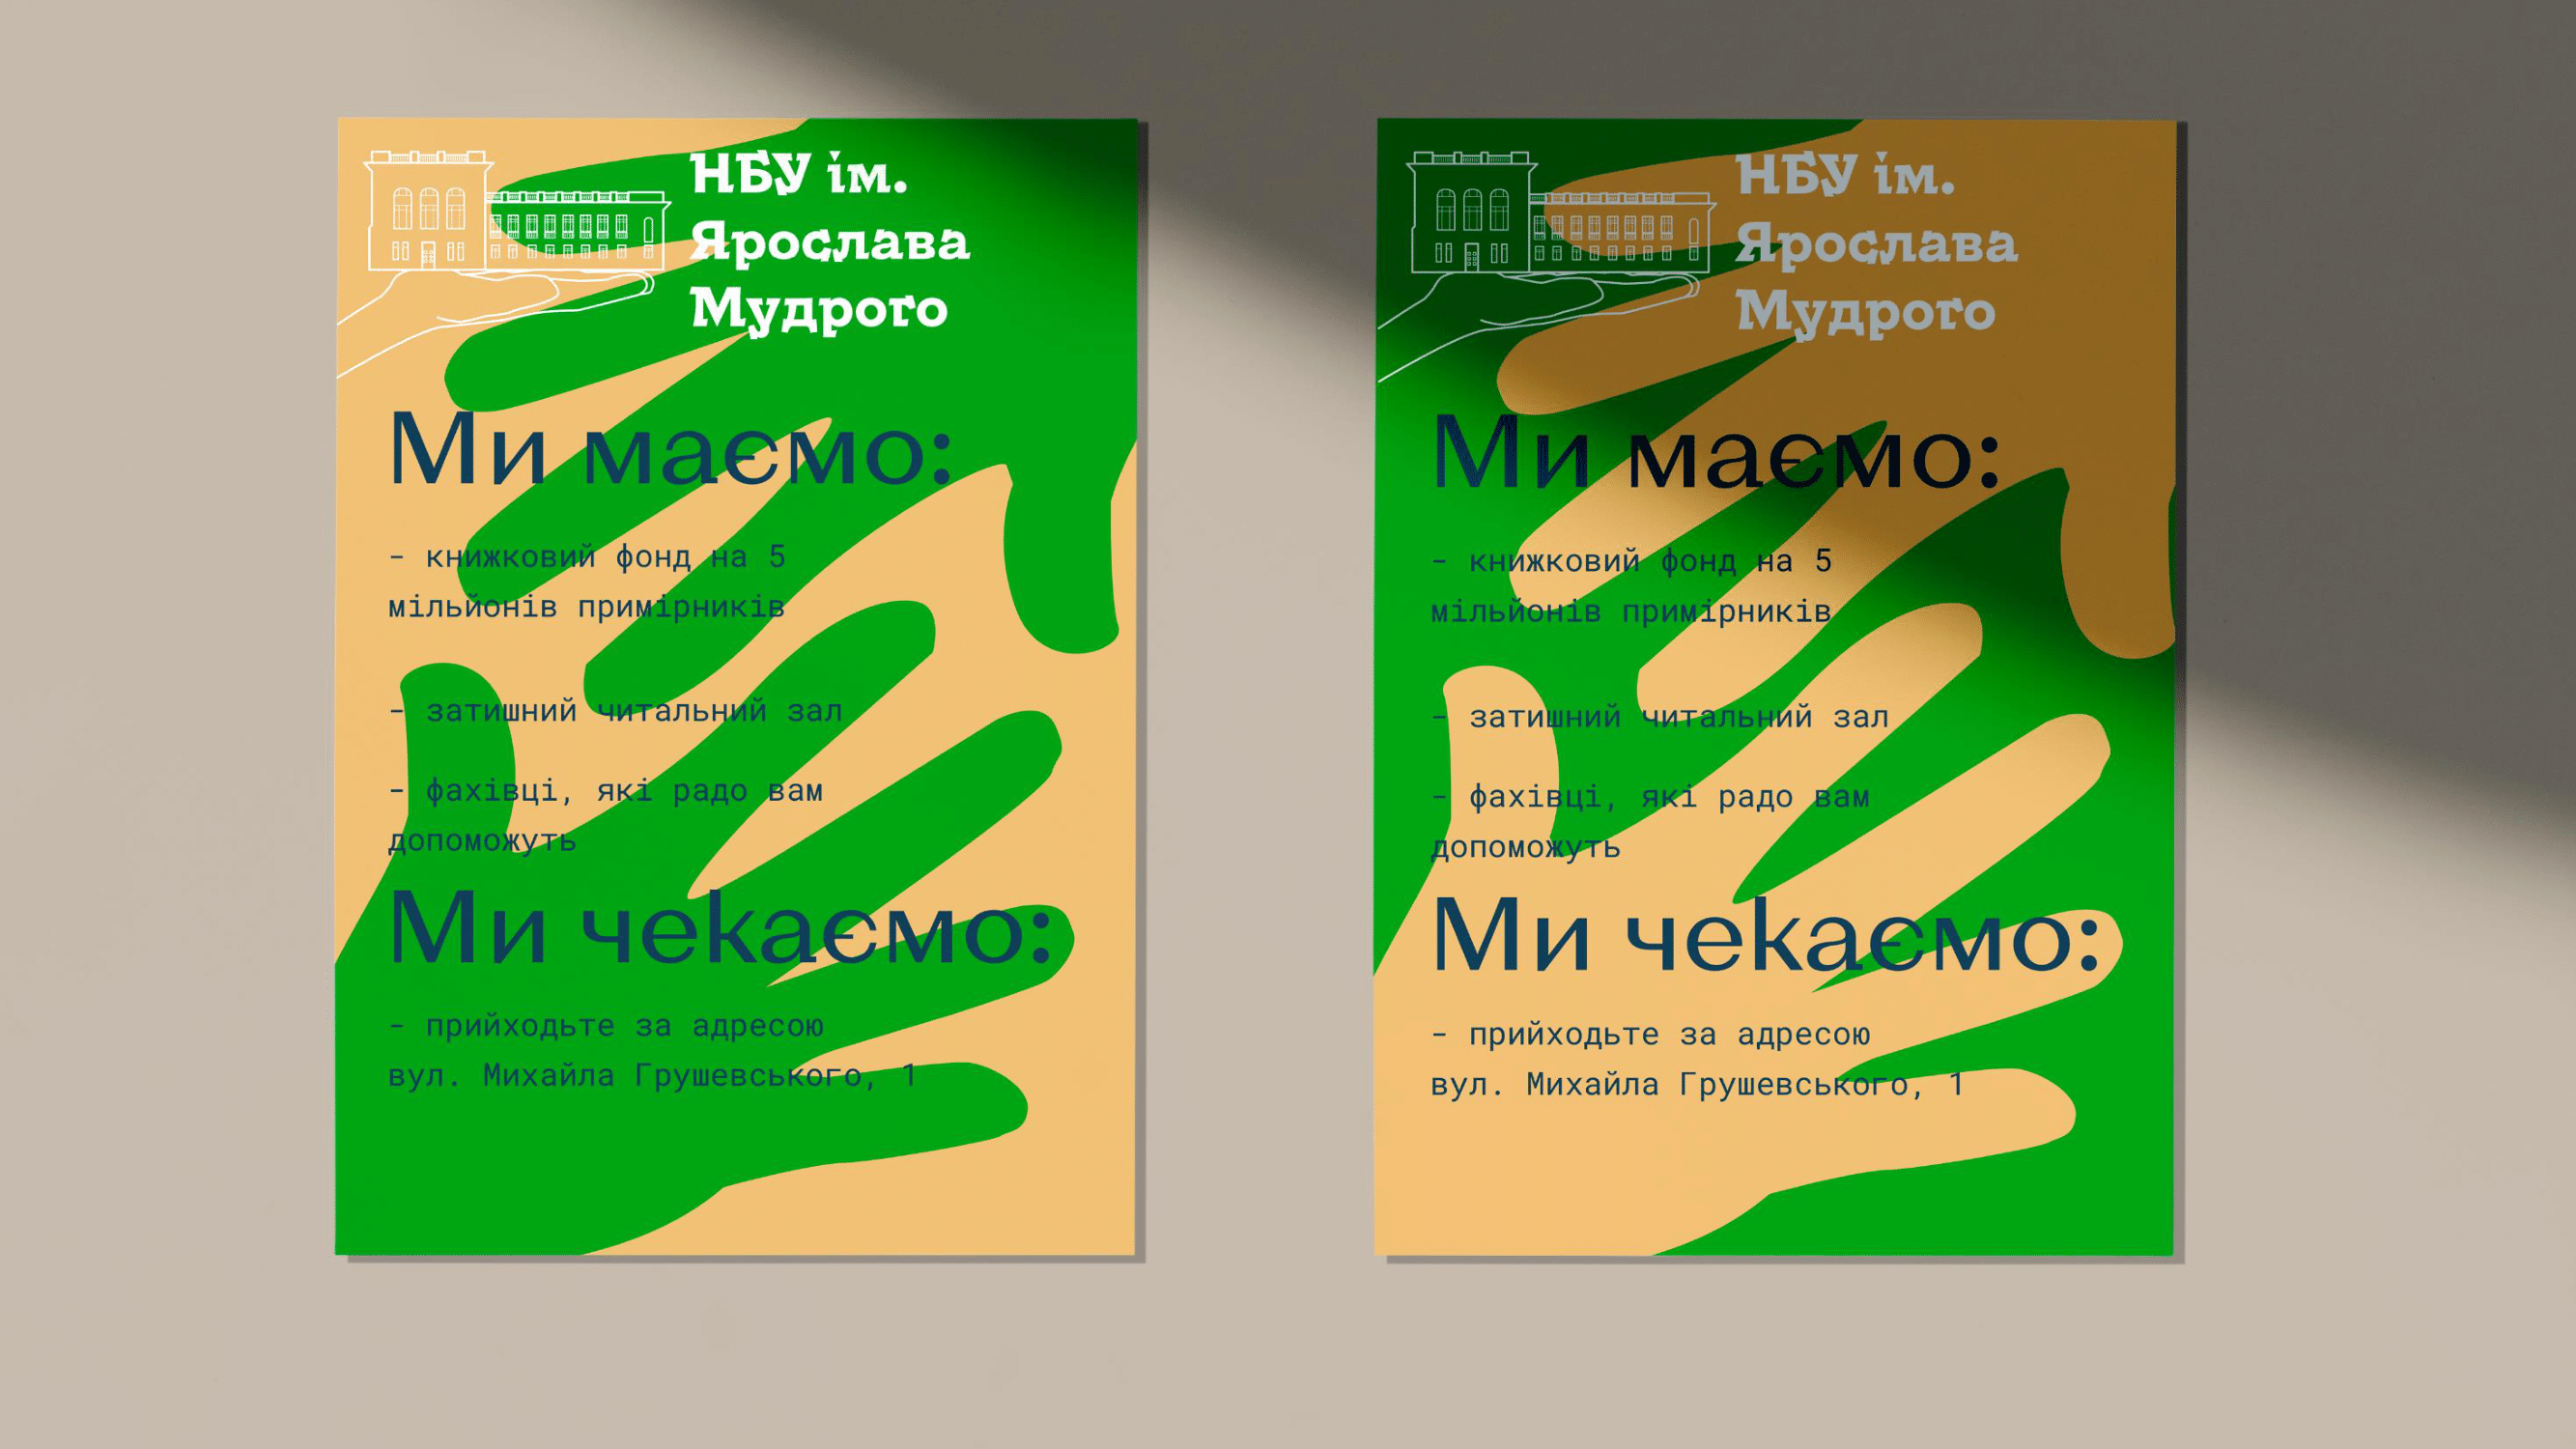 НБУ ім.
Ярослава
Мудрого
Ми маємо:
- книжковий фонд на 5
мільйонів примірників
- затишний читальний зал
- фахівці, які радо вам
допоможуть
Ми чекаємо:
- прийходьте за адресою
вул. Михайла Грушевського, 1
НБУ ім.
Ярослава
Мудрого
Ми маємо:
- книжковий фонд на 5
мільйонів примірників
- затишний читальний зал
- фахівці, які радо вам
допоможуть
Ми чекаємо:
- прийходьте за адресою
вул. Михайла Грушевського, 1